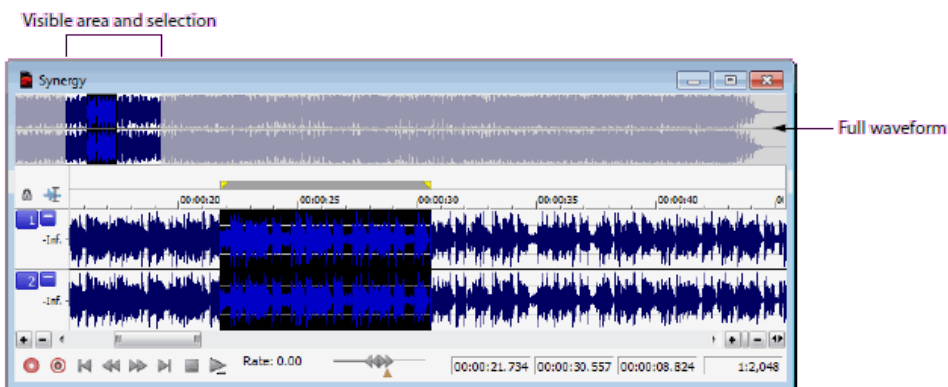 Visible area and selection
Synergy
Full waveform
00:00:20 00:00:25 00:00:30 00:00:35 00:00:40
1
-Inf.
2
-Inf.
Rate: 0.00 00:00:21.734 00:00:30.557 00:00:08.824 1:2,048